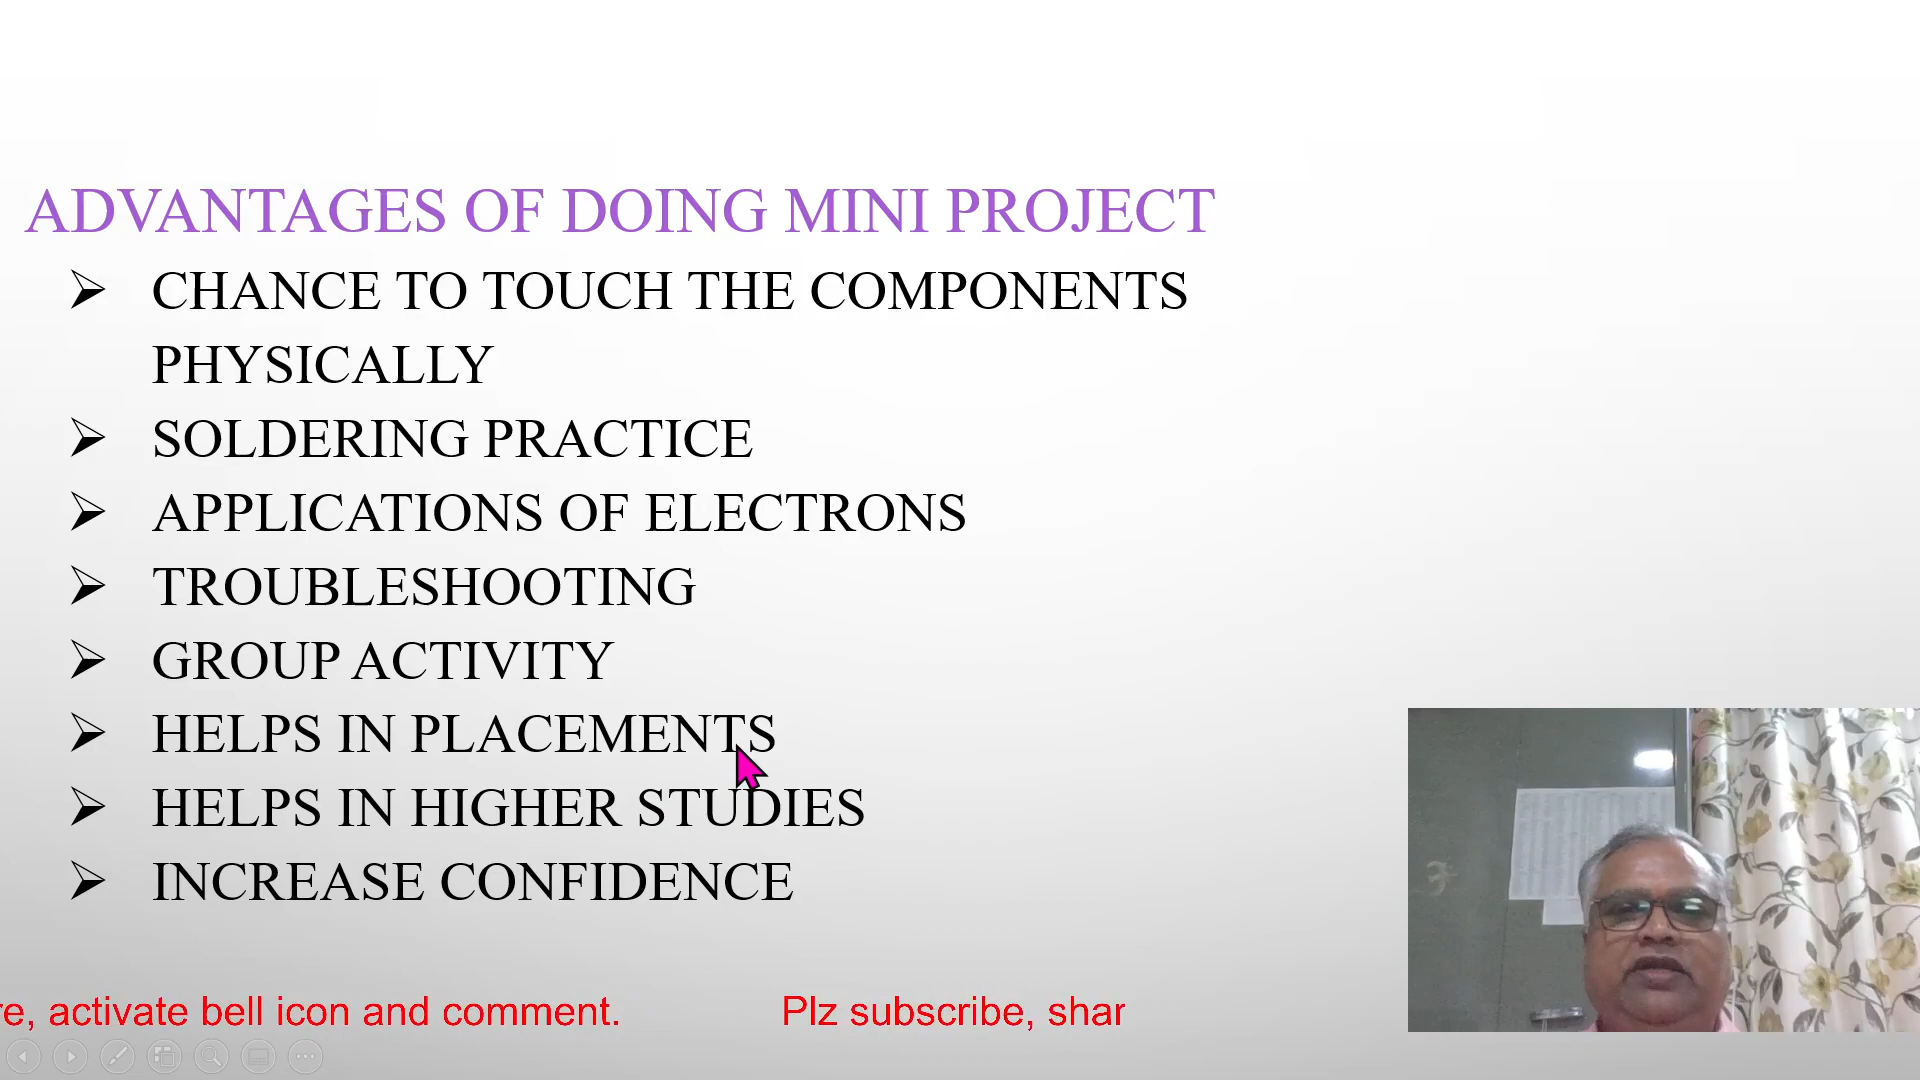 ADVANTAGES OF DOING MINI PROJECT
➢ CHANCE TO TOUCH THE COMPONENTS
PHYSICALLY
➢ SOLDERING PRACTICE
➢ APPLICATIONS OF ELECTRONS
➢ TROUBLESHOOTING
➢ GROUP ACTIVITY
➢ HELPS IN PLACEMENTS
➢ HELPS IN HIGHER STUDIES
➢ INCREASE CONFIDENCE
re, activate bell icon and comment. Plz subscribe, shar